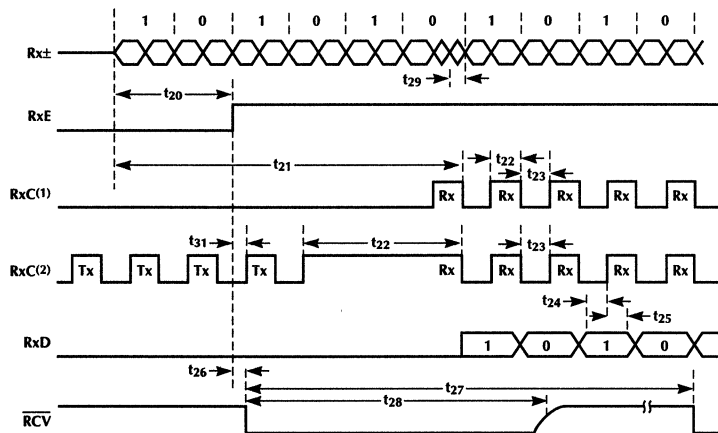 1 0 1 0 1 0 1 0 1 0
Rx±
t29
t20
RxE
t21
t22
t23
RxC(1)
Rx Rx Rx Rx Rx
t31
t22
t23
RxC(2)
Tx Tx Tx Tx Rx Rx Rx Rx Rx
t24
t25
RxD
1 0 1 0
t26
t27
t28
RCV